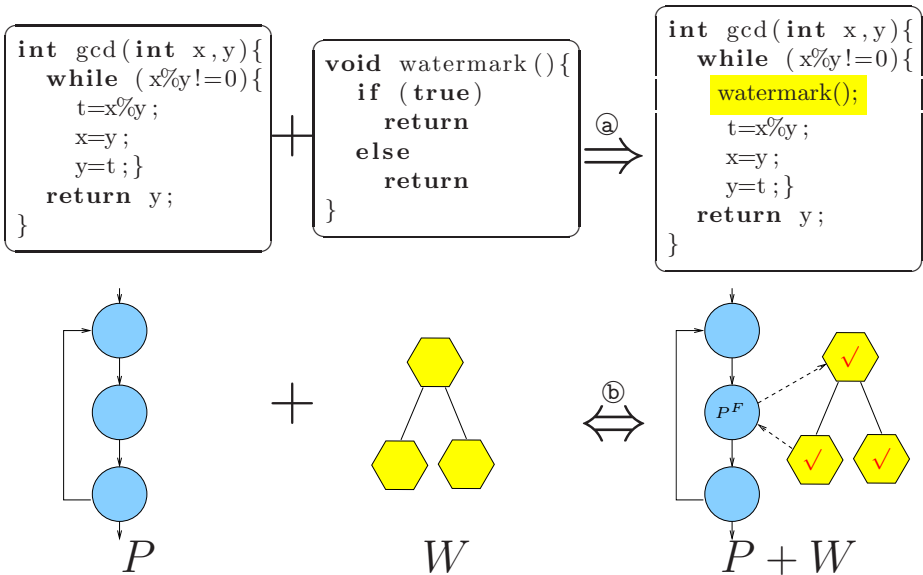 int gcd(int x,y){
while (x%y!=0){
t=x%y;
x=y;
y=t;}
return y;
}
+
void watermark(){
if (true)
return
else
return
}
ⓐ
⇒
int gcd(int x,y){
while (x%y!=0){
watermark();
t=x%y;
x=y;
y=t;}
return y;
}
+
ⓑ
⇔
√
P^F
√
√
P
W
P + W